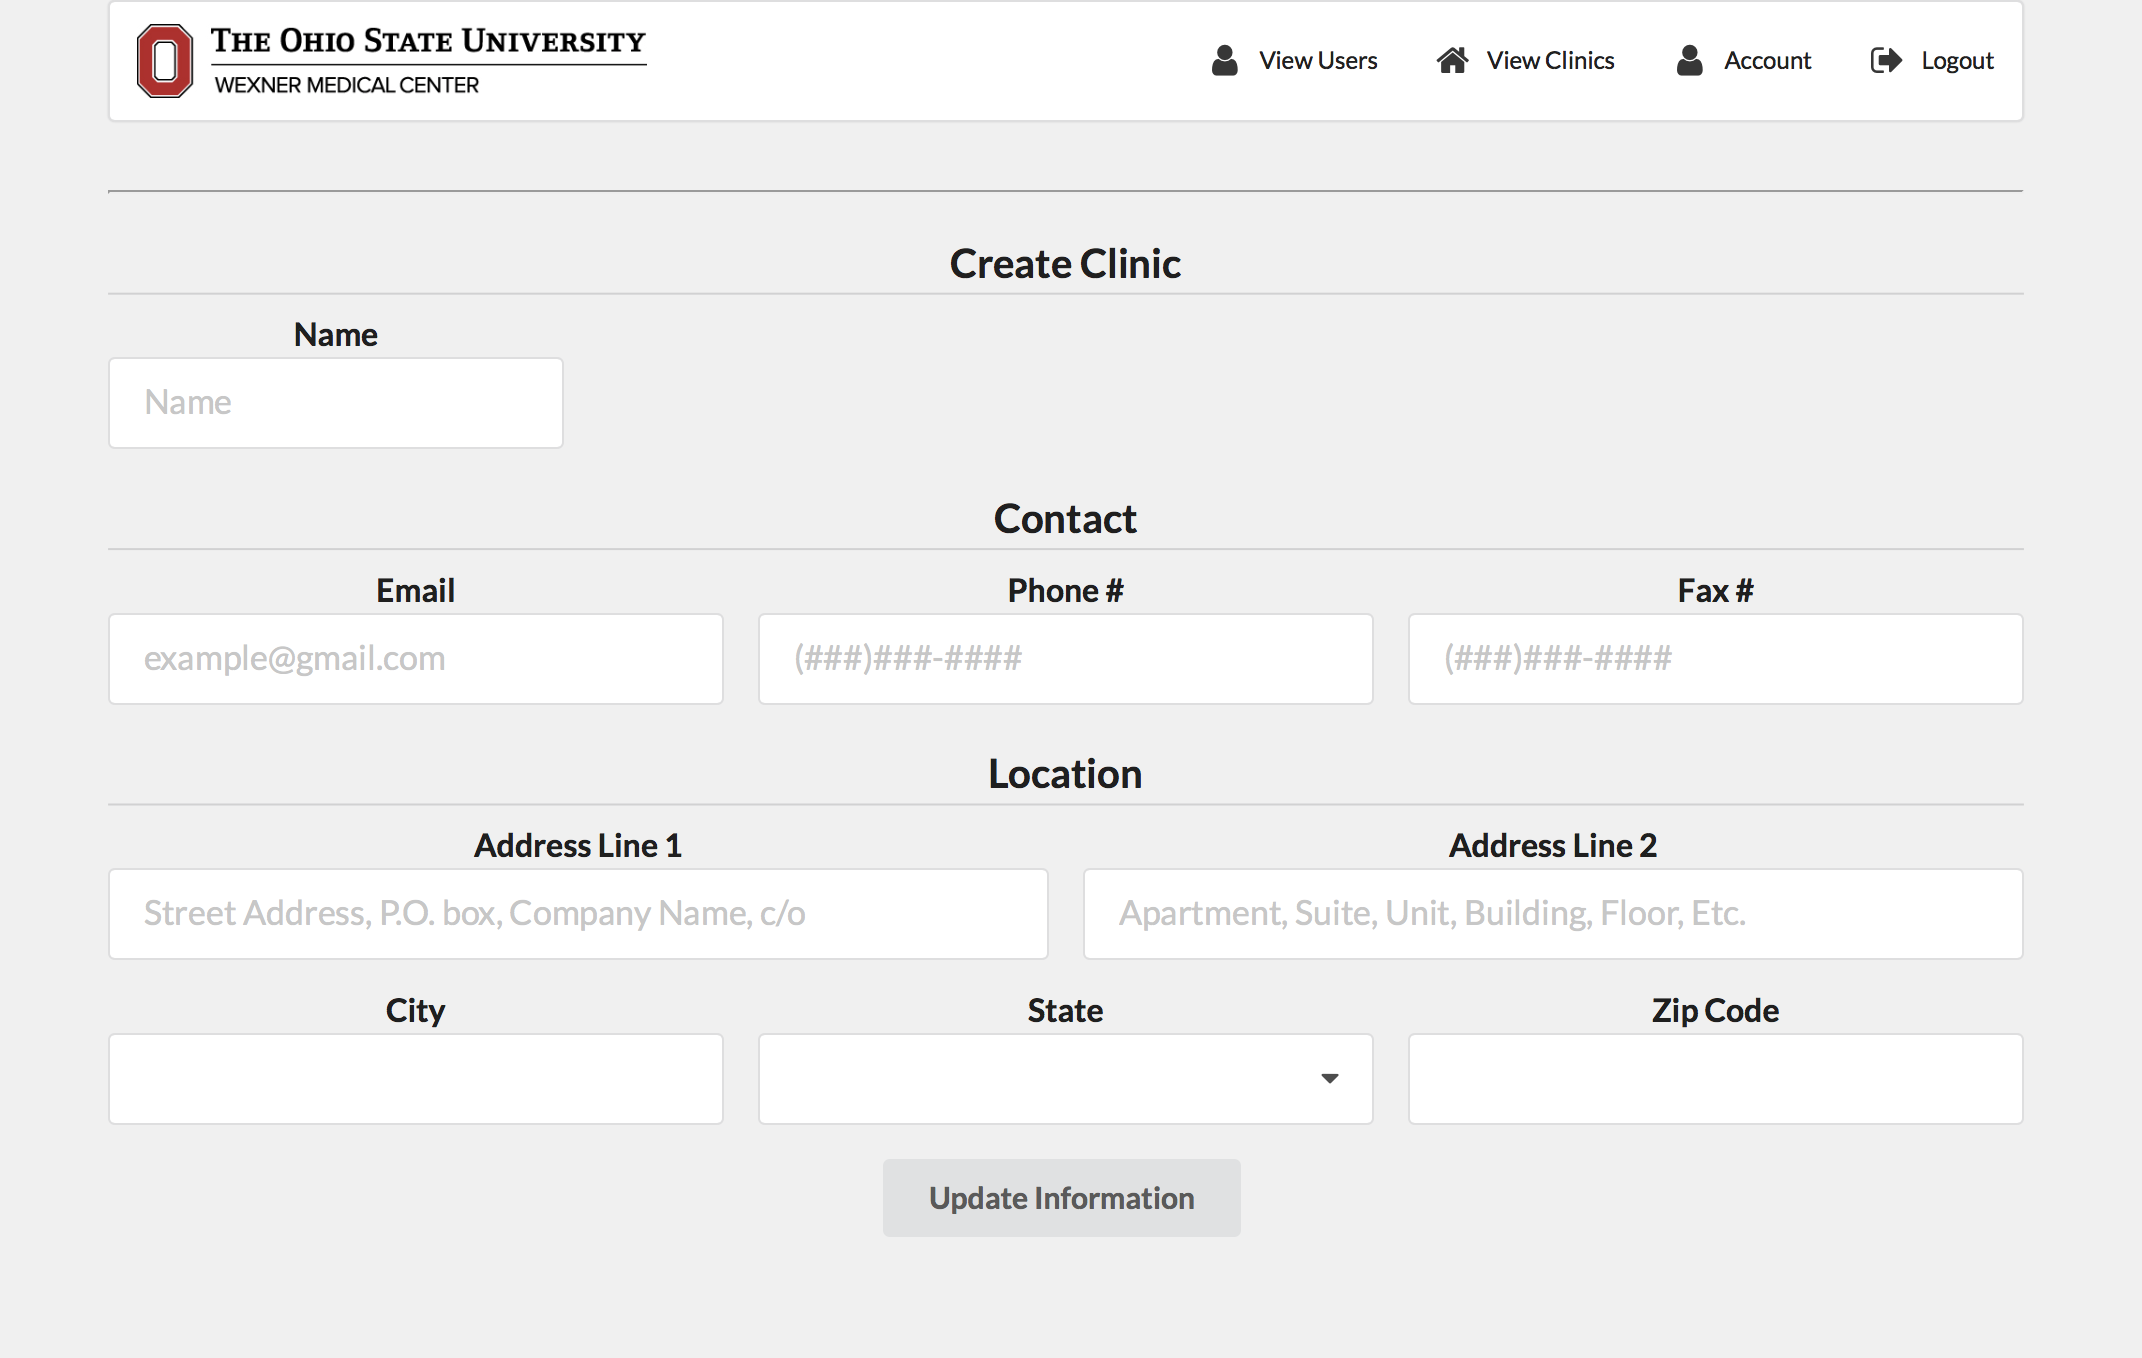 THE OHIO STATE UNIVERSITY
WEXNER MEDICAL CENTER
View Users View Clinics Account Logout
Create Clinic
Name
Name
Contact
Email Phone # Fax #
example@gmail.com (###)###-#### (###)###-####
Location
Address Line 1 Address Line 2
Street Address, P.O. box, Company Name, c/o Apartment, Suite, Unit, Building, Floor, Etc.
City State Zip Code
Update Information